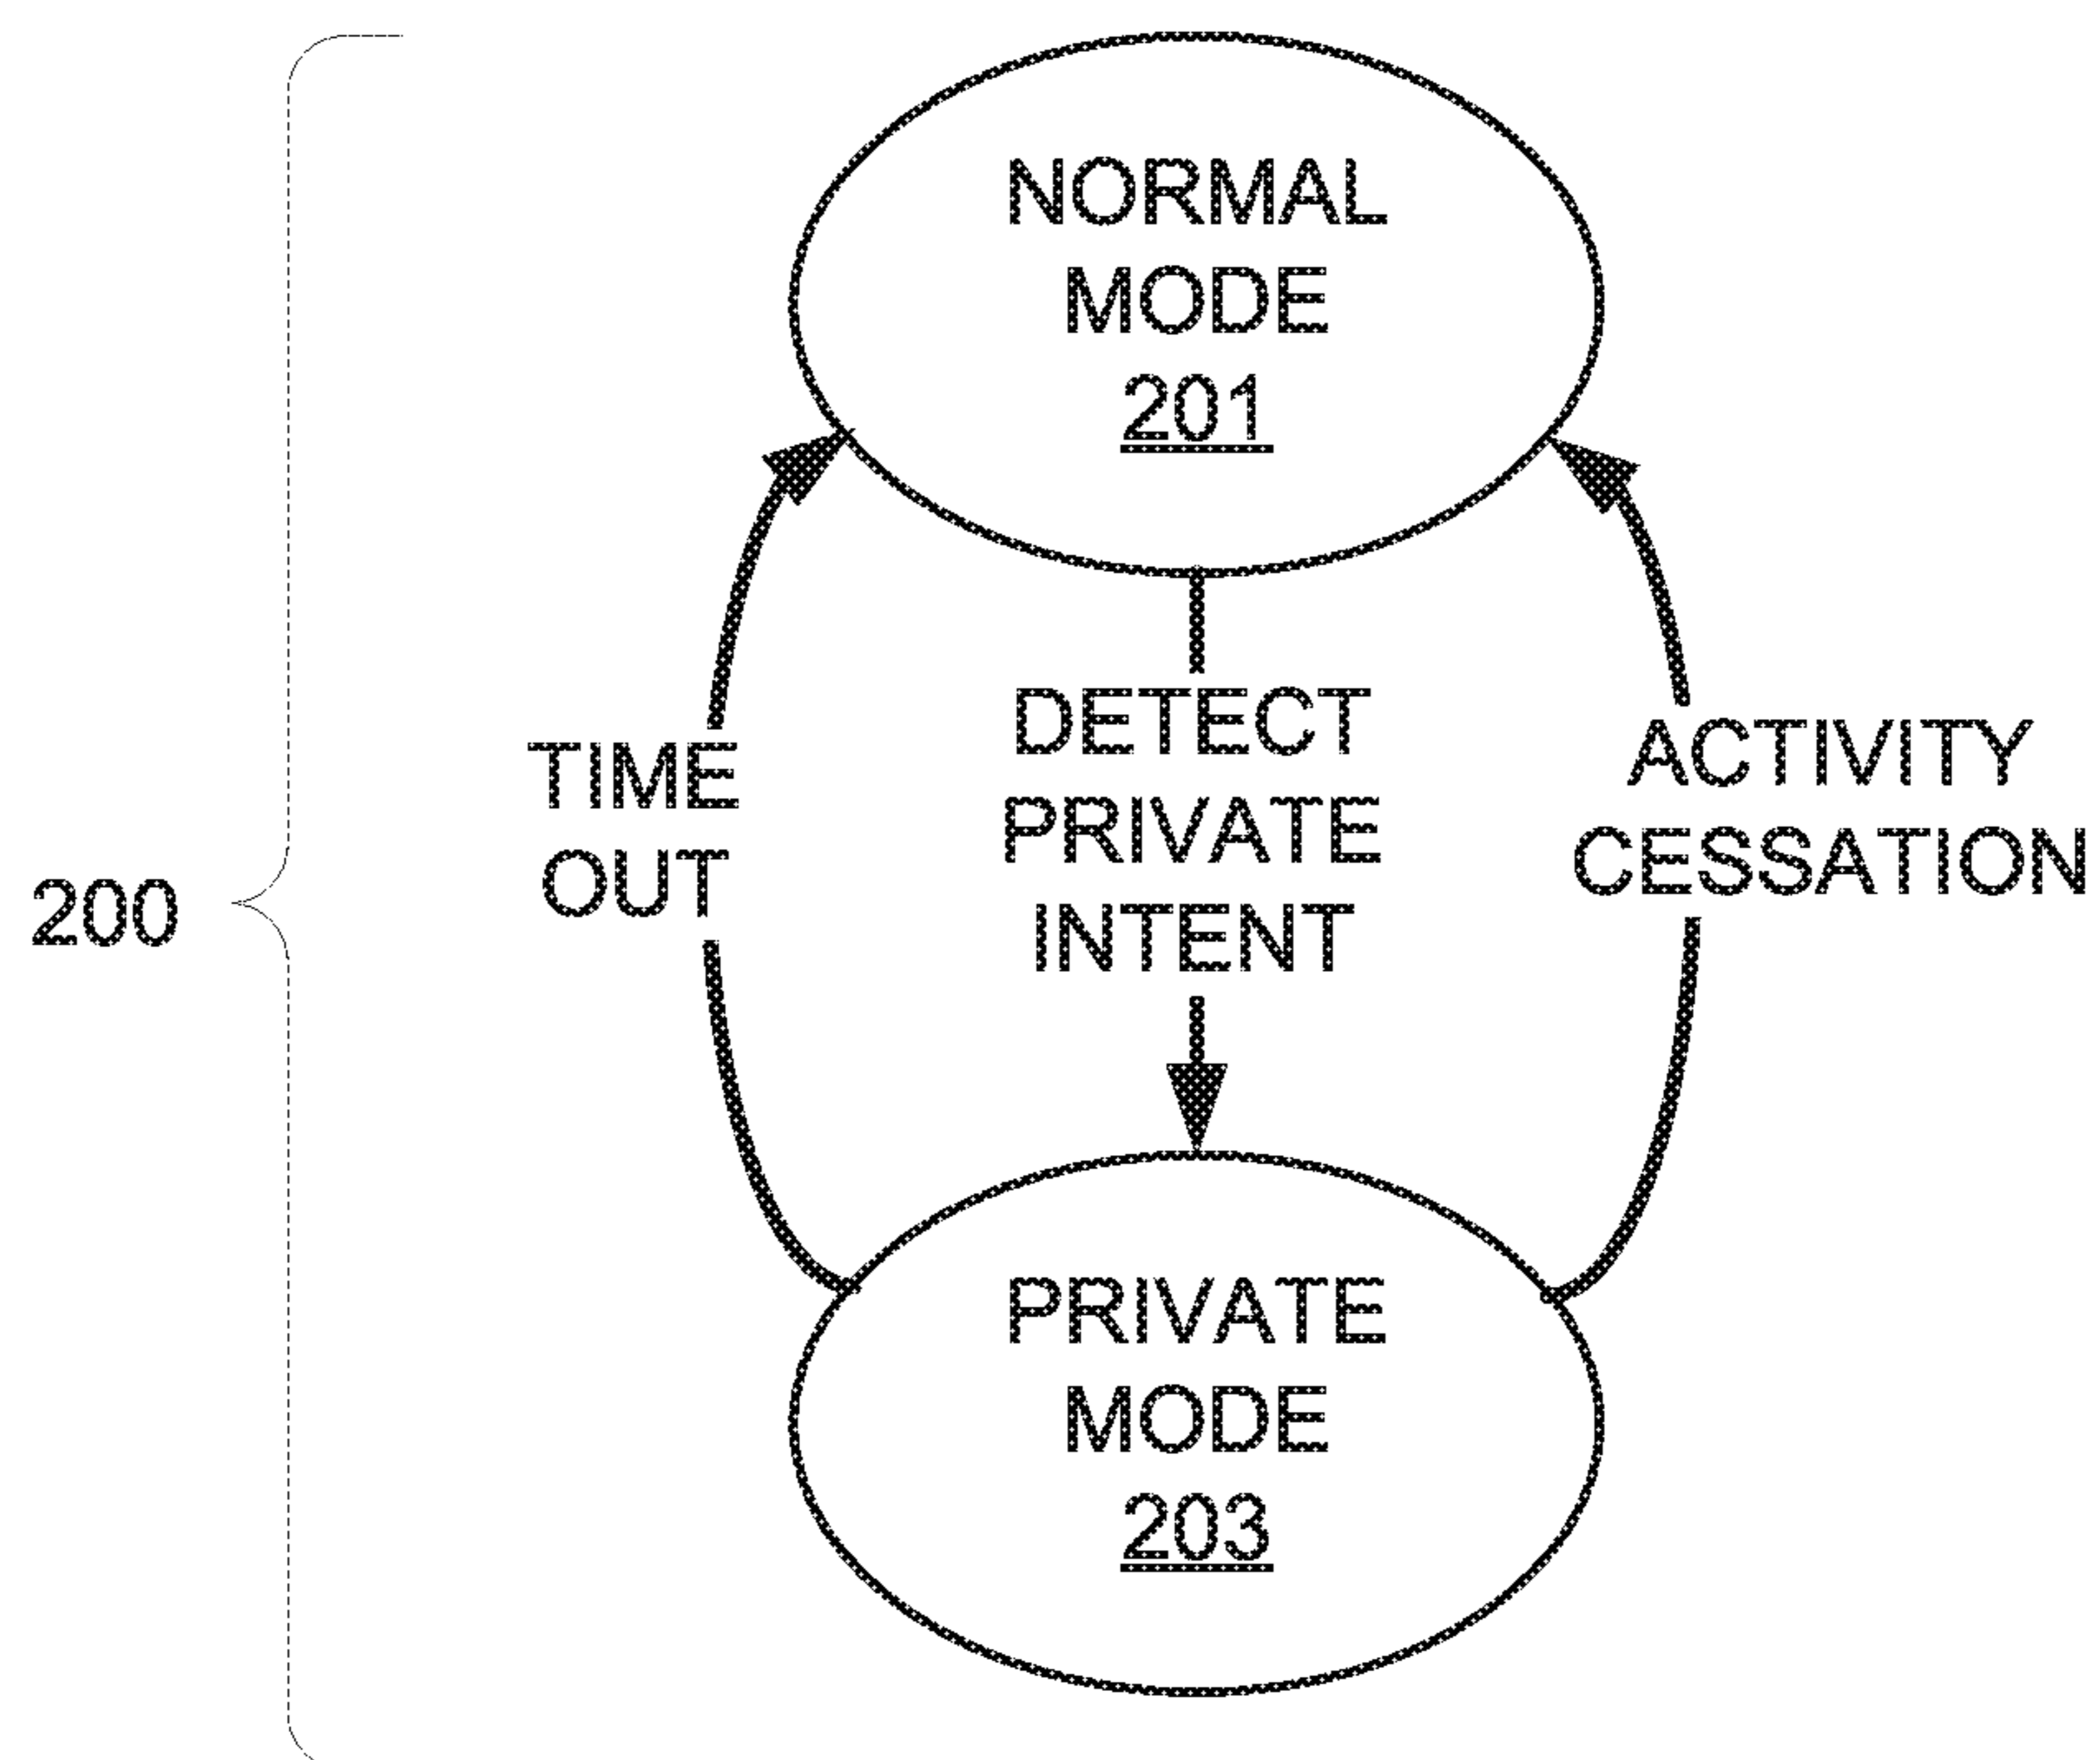 NORMAL
MODE
201
TIME
OUT
DETECT
PRIVATE
INTENT
ACTIVITY
CESSATION
200
PRIVATE
MODE
203